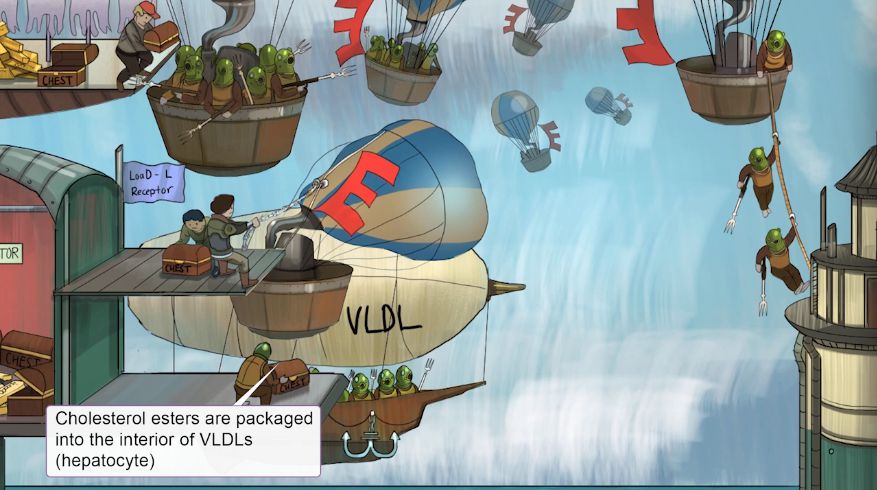 CHEST
LoaD - L
Receptor
E
E
E
E
E
E
TOR
CHEST
VLDL
CHEST
CHEST
Cholesterol esters are packaged
into the interior of VLDLs
(hepatocyte)